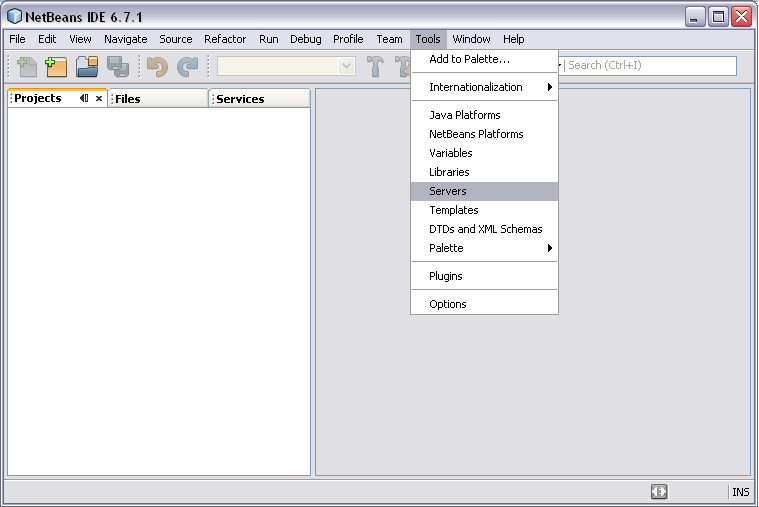 NetBeans IDE 6.7.1
File Edit View Navigate Source Refactor Run Debug Profile Team Tools Window Help
Search (Ctrl+I)
Projects Files Services
Add to Palette...
Internationalization
Java Platforms
NetBeans Platforms
Variables
Libraries
Servers
Templates
DTDs and XML Schemas
Palette
Plugins
Options
INS